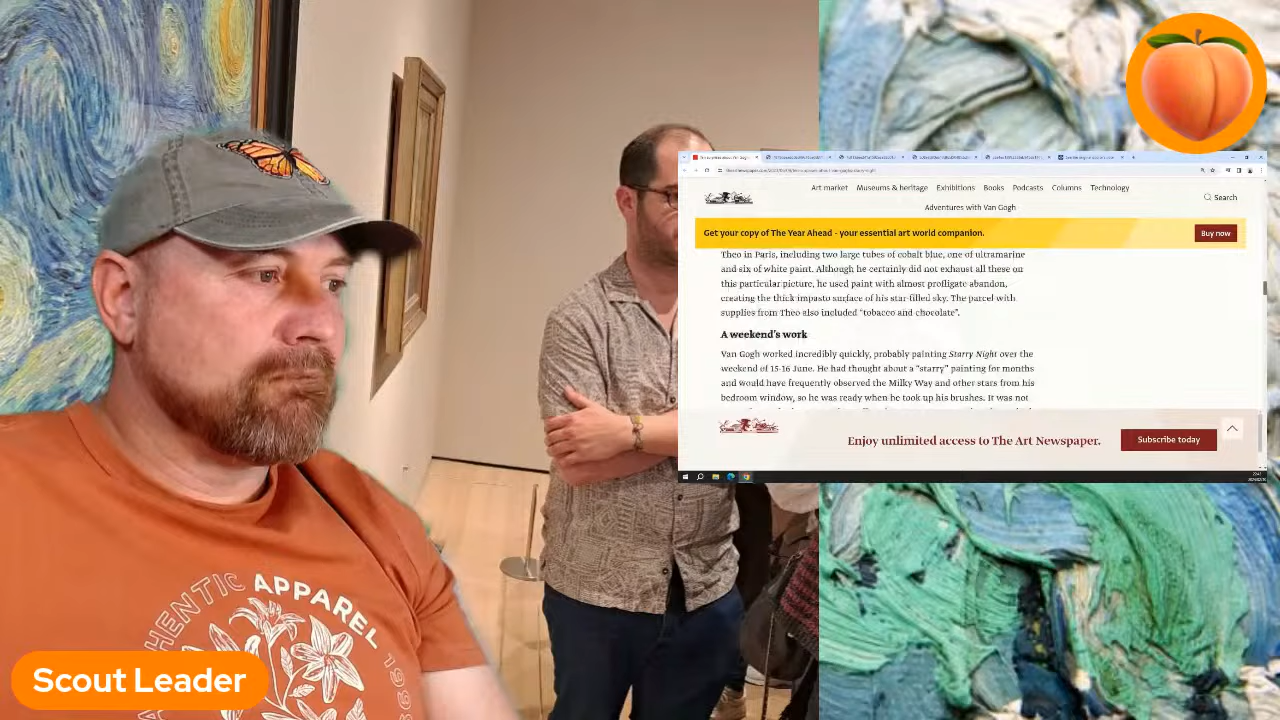 Art market Museums & heritage Exhibitions Books Podcasts Columns Technology
Search
Adventures with Van Gogh
Get your copy of The Year Ahead - your essential art world companion.
Buy now
Theo in Paris, including two large tubes of cobalt blue, one of ultramarine
and six of white paint. Although he certainly did not exhaust all these on
this particular picture, he used paint with almost profligate abandon,
creating the thick impasto surface of his star-filled sky. The parcel with
supplies from Theo also included "tobacco and chocolate".
A weekend's work
Van Gogh worked incredibly quickly, probably painting Starry Night over the
weekend of 15-16 June. He had thought about a "starry" painting for months
and would have frequently observed the Milky Way and other stars from his
bedroom window, so he was ready when he took up his brushes. It was not
Enjoy unlimited access to The Art Newspaper.
Subscribe today
HENTIC APPAREL
Scout Leader